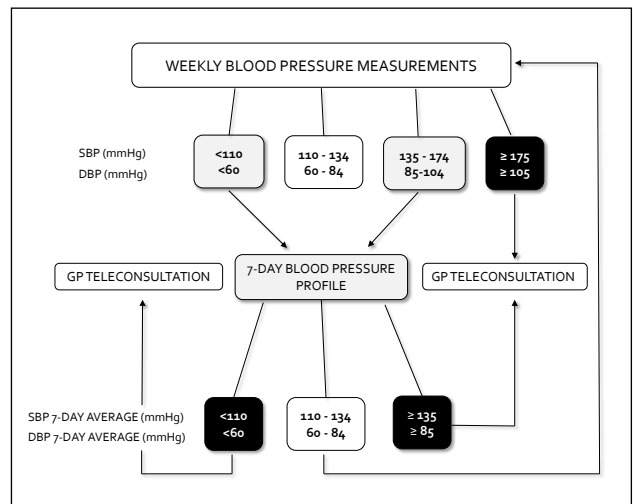 WEEKLY BLOOD PRESSURE MEASUREMENTS
SBP (mmHg)
DBP (mmHg)
<110
<60
110 - 134
60 - 84
135 - 174
85-104
≥ 175
≥ 105
GP TELECONSULTATION
7-DAY BLOOD PRESSURE
PROFILE
GP TELECONSULTATION
SBP 7-DAY AVERAGE (mmHg)
DBP 7-DAY AVERAGE (mmHg)
<110
<60
110 - 134
60 - 84
≥ 135
≥ 85